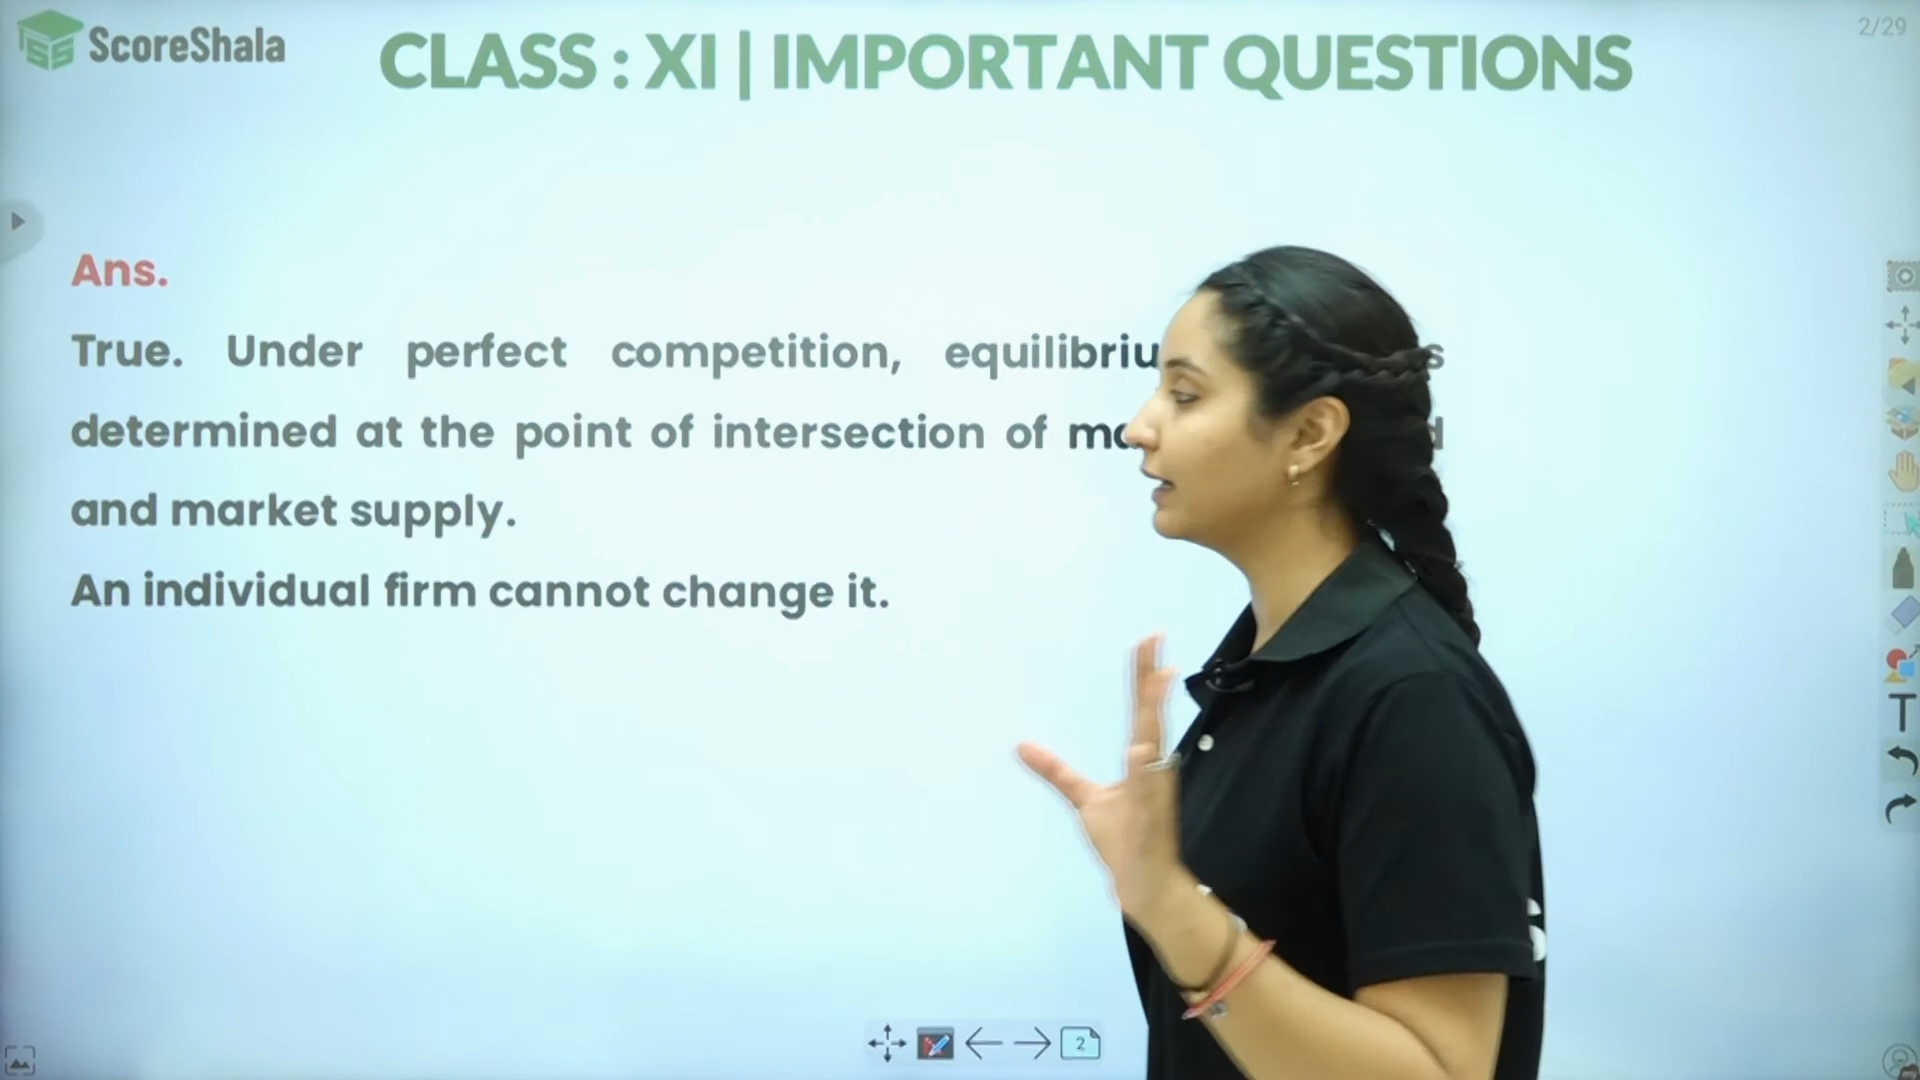 ScoreShala
CLASS : XI | IMPORTANT QUESTIONS
2/29
Ans.
True. Under perfect competition,
determined at the point of intersection of
and market supply.
An individual firm cannot change it.
2